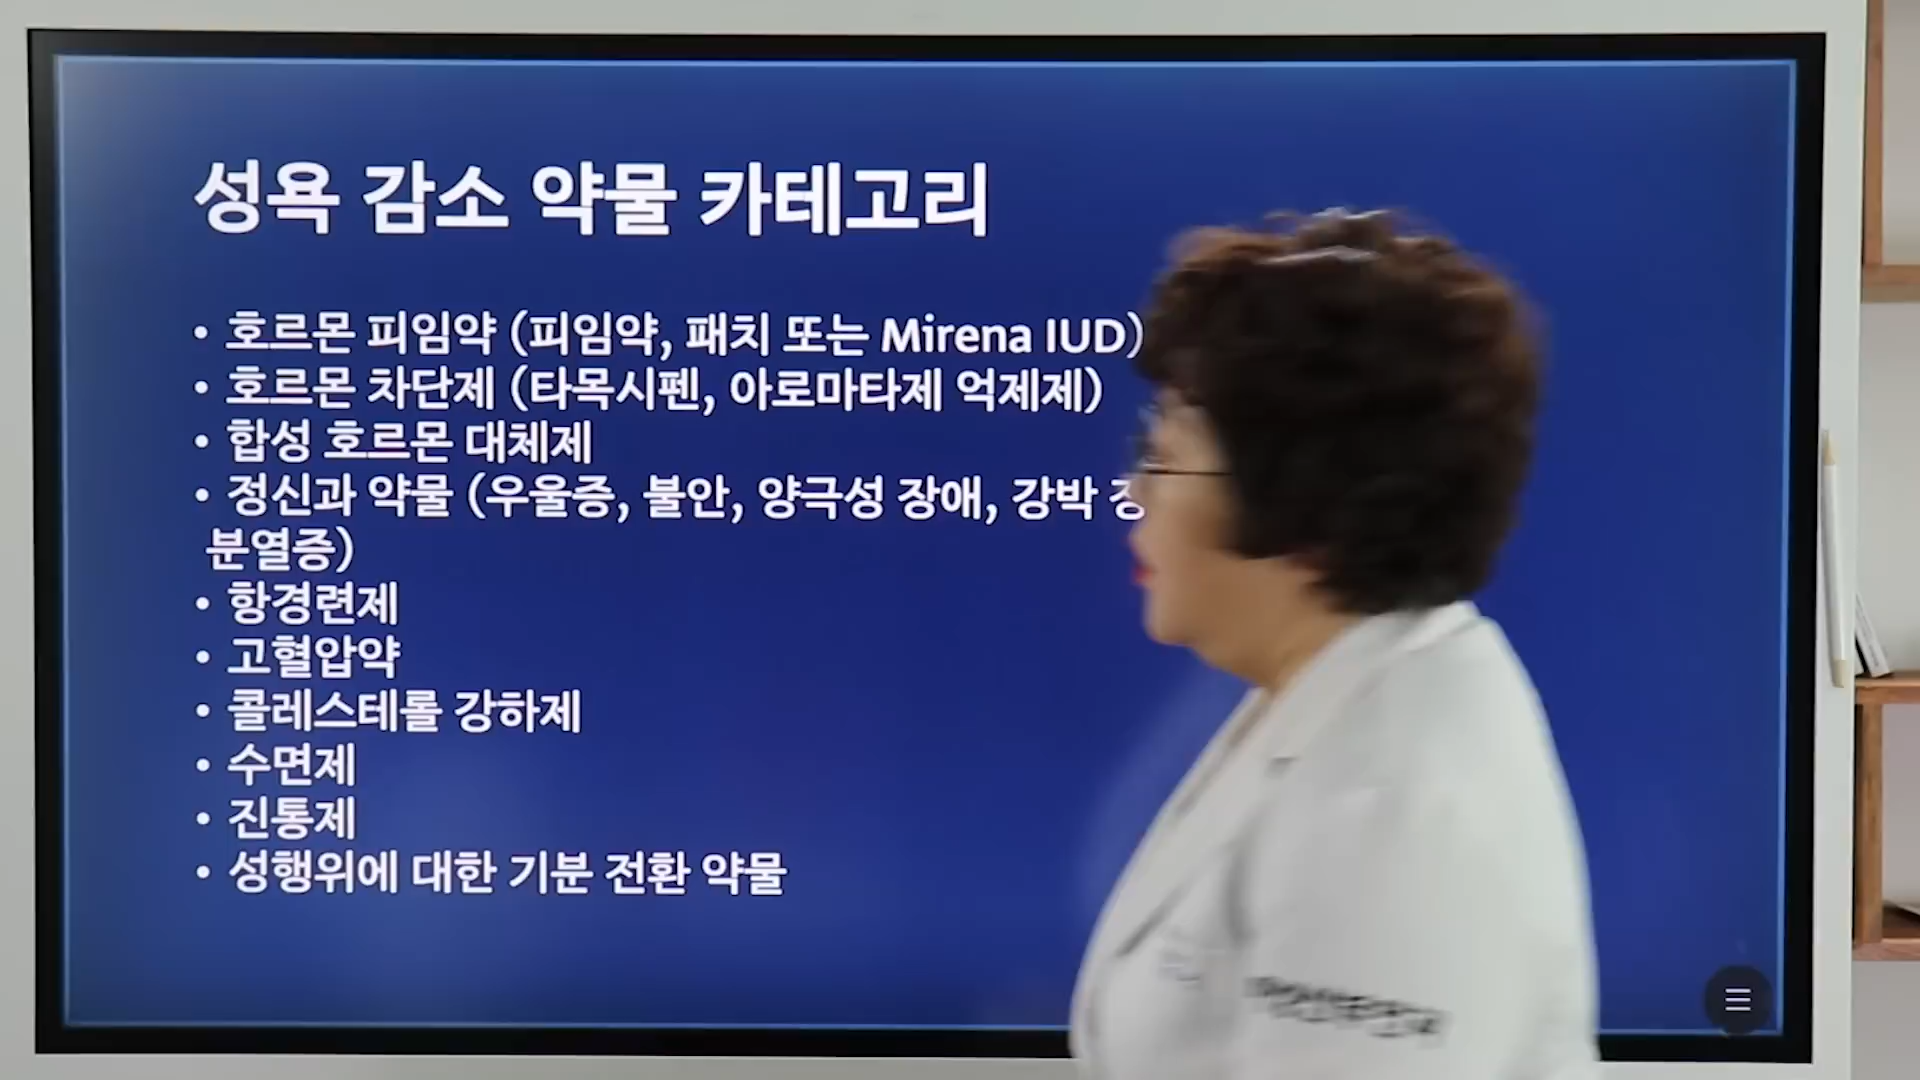 성욕 감소 약물 카테고리
• 호르몬 피임약 (피임약, 패치 또는 Mirena IUD)
• 호르몬 차단제 (타목시펜, 아로마타제 억제제)
• 합성 호르몬 대체제
• 정신과 약물 (우울증, 불안, 양극성 장애, 강박
분열증)
• 항경련제
• 고혈압약
• 콜레스테롤 강하제
• 수면제
• 진통제
• 성행위에 대한 기분 전환 약물